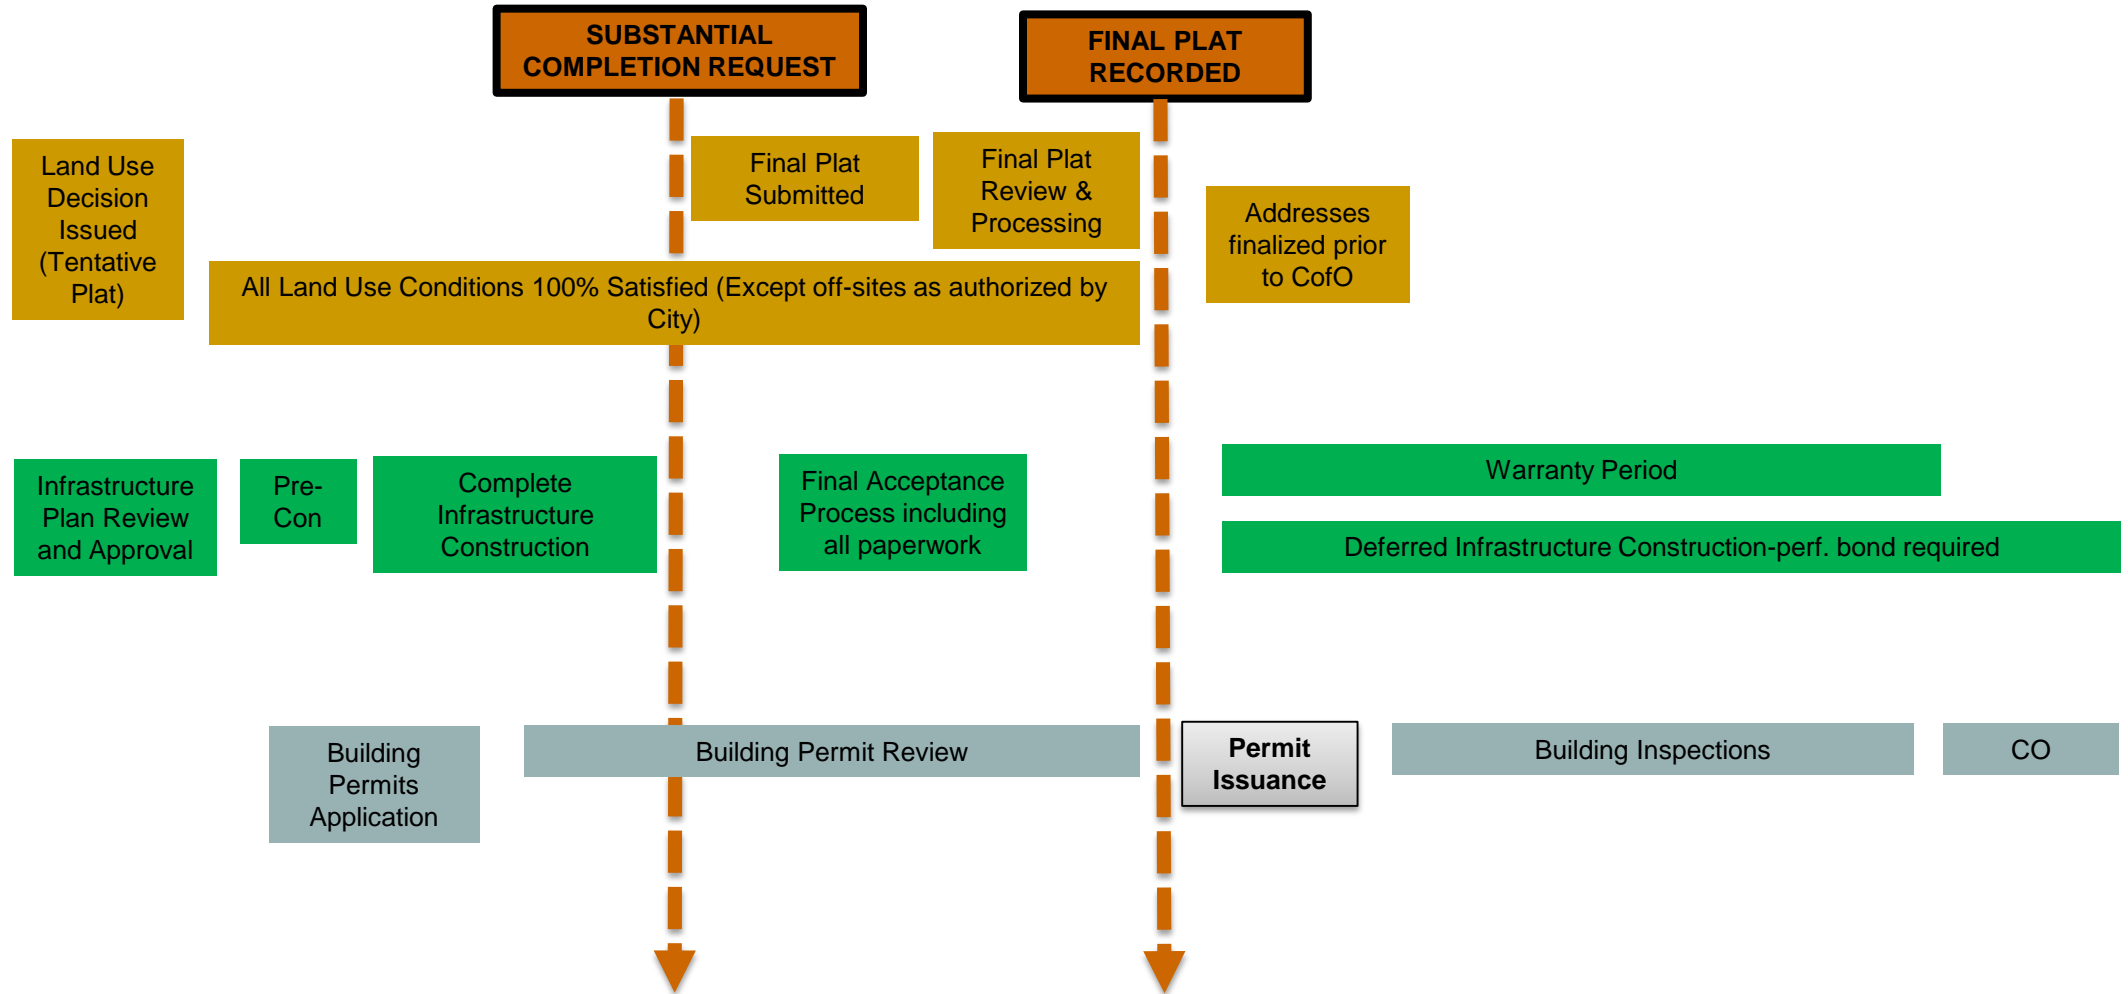 SUBSTANTIAL
COMPLETION REQUEST
FINAL PLAT
RECORDED
Land Use
Decision
Issued
(Tentative
Plat)
Final Plat
Submitted
Final Plat
Review &
Processing
Addresses
finalized prior
to CofO
All Land Use Conditions 100% Satisfied (Except off-sites as authorized by
City)
Infrastructure
Plan Review
and Approval
Pre-
Con
Complete
Infrastructure
Construction
Final Acceptance
Process including
all paperwork
Warranty Period
Deferred Infrastructure Construction-perf. bond required
Building
Permits
Application
Building Permit Review
Permit
Issuance
Building Inspections
CO